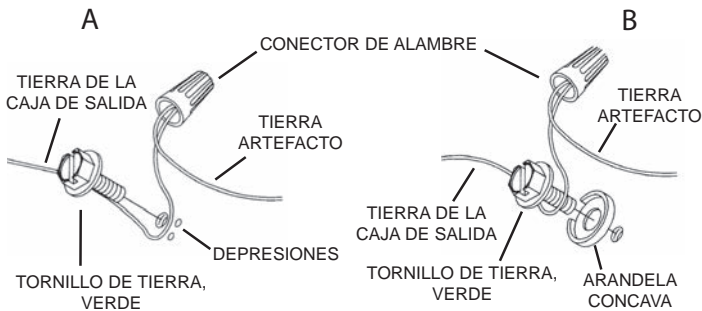 A
B
CONECTOR DE ALAMBRE
TIERRA DE LA
CAJA DE SALIDA
TIERRA
ARTEFACTO
DEPRESIONES
TORNILLO DE TIERRA,
VERDE
TIERRA
ARTEFACTO
TIERRA DE LA
CAJA DE SALIDA
TORNILLO DE TIERRA,
VERDE
ARANDELA
CONCAVA